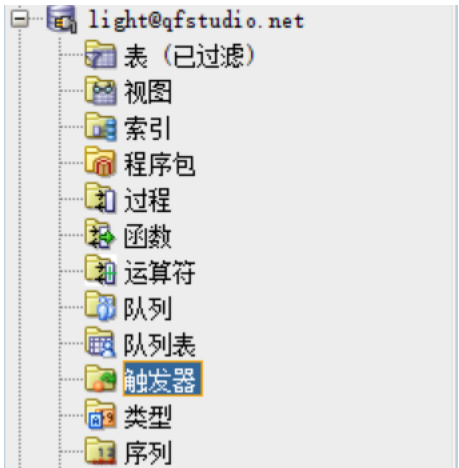 light@qfstudio.net
表（已过滤）
视图
索引
程序包
过程
函数
运算符
队列
队列表
触发器
类型
序列